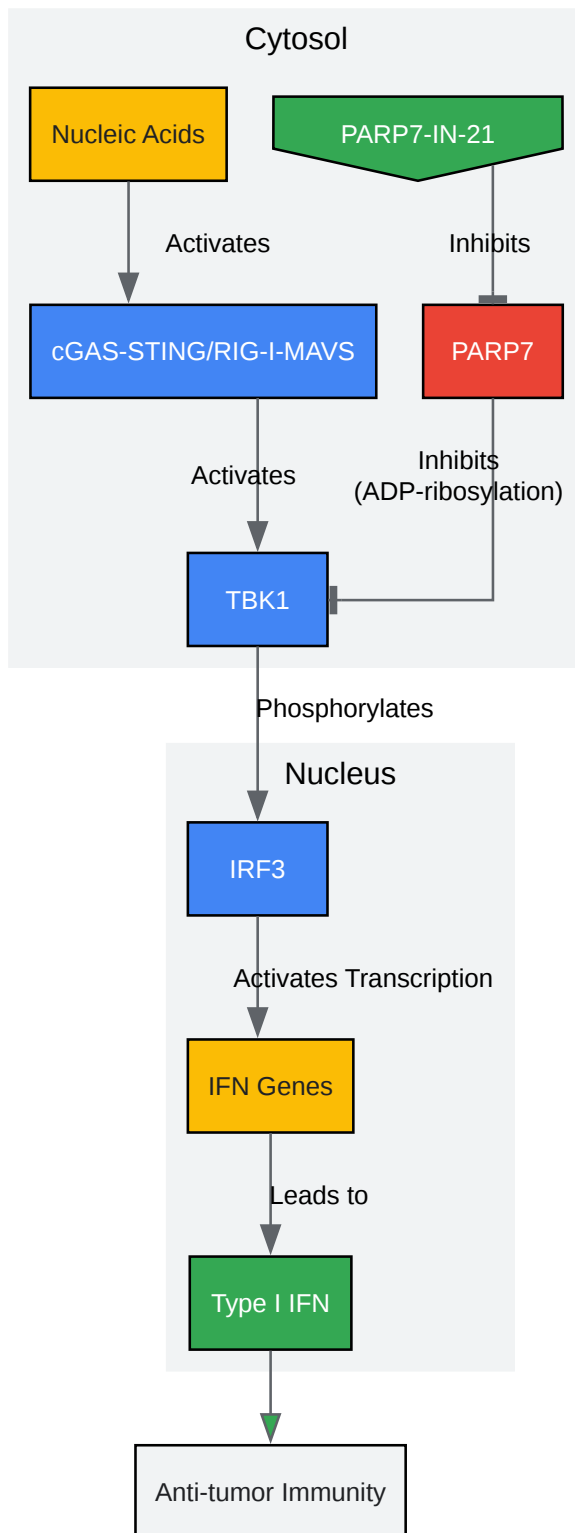 Cytosol
Nucleic Acids
PARP7-IN-21
Activates
Inhibits
cGAS-STING/RIG-I-MAVS
PARP7
Activates
Inhibits
(ADP-ribosylation)
TBK1
Phosphorylates
Nucleus
IRF3
Activates Transcription
IFN Genes
Leads to
Type I IFN
Anti-tumor Immunity